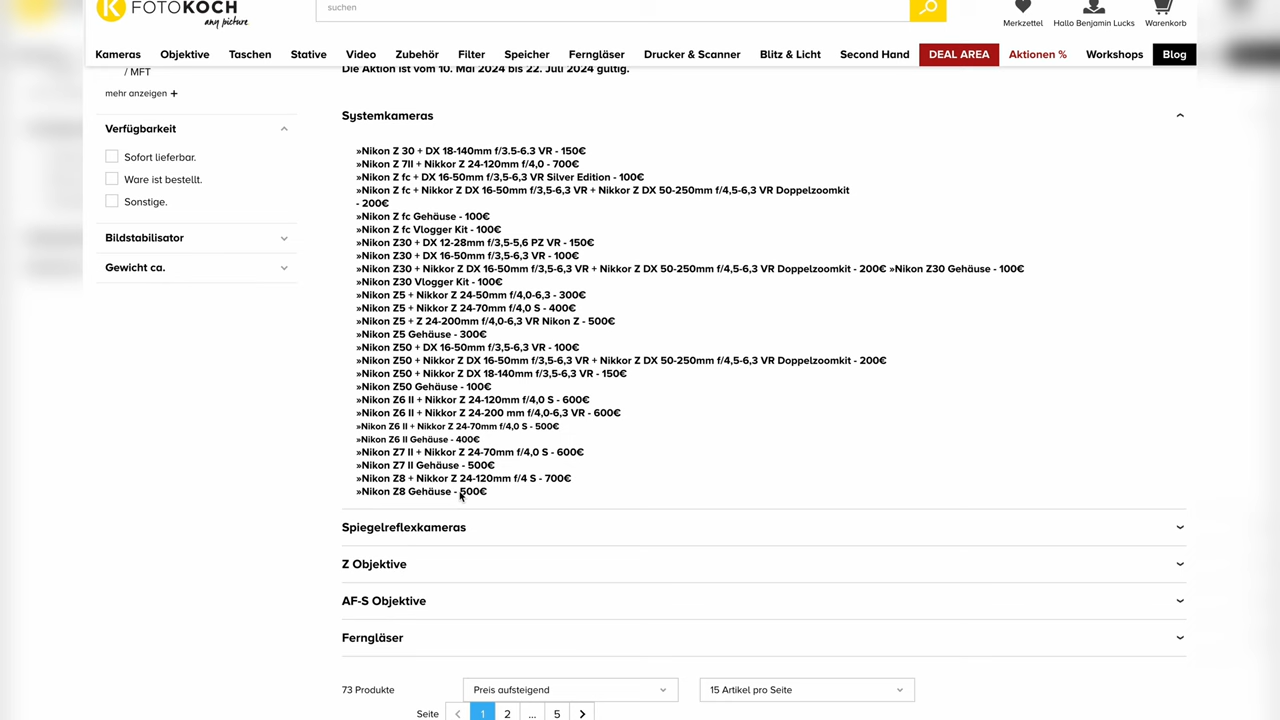 K FOTOKOCH
any picture
suchen
Merkzettel
Hallo Benjamin Lucks
Warenkorb
Kameras Objektive Taschen Stative Video Zubehör Filter Speicher Ferngläser Drucker & Scanner Blitz & Licht Second Hand DEAL AREA Aktionen % Workshops Blog
/ MFT
mehr anzeigen +
Verfügbarkeit
Sofort lieferbar.
Ware ist bestellt.
Sonstige.
Bildstabilisator
Gewicht ca.
Die Aktion ist vom 10. Mai 2024 bis 22. Juli 2024 gültig.
Systemkameras
»Nikon Z 30 + DX 18-140mm f/3.5-6.3 VR - 150€
»Nikon Z 7II + Nikkor Z 24-120mm f/4,0 - 700€
»Nikon Z fc + DX 16-50mm f/3,5-6,3 VR Silver Edition - 100€
»Nikon Z fc + Nikkor Z DX 16-50mm f/3,5-6,3 VR + Nikkor Z DX 50-250mm f/4,5-6,3 VR Doppelzoomkit
- 200€
»Nikon Z fc Gehäuse - 100€
»Nikon Z fc Vlogger Kit - 100€
»Nikon Z30 + DX 12-28mm f/3,5-5,6 PZ VR - 150€
»Nikon Z30 + DX 16-50mm f/3,5-6,3 VR - 100€
»Nikon Z30 + Nikkor Z DX 16-50mm f/3,5-6,3 VR + Nikkor Z DX 50-250mm f/4,5-6,3 VR Doppelzoomkit - 200€ »Nikon Z30 Gehäuse - 100€
»Nikon Z30 Vlogger Kit - 100€
»Nikon Z5 + Nikkor Z 24-50mm f/4,0-6,3 - 300€
»Nikon Z5 + Nikkor Z 24-70mm f/4,0 S - 400€
»Nikon Z5 + Z 24-200mm f/4,0-6,3 VR Nikon Z - 500€
»Nikon Z5 Gehäuse - 300€
»Nikon Z50 + DX 16-50mm f/3,5-6,3 VR - 100€
»Nikon Z50 + Nikkor Z DX 16-50mm f/3,5-6,3 VR + Nikkor Z DX 50-250mm f/4,5-6,3 VR Doppelzoomkit - 200€
»Nikon Z50 + Nikkor Z DX 18-140mm f/3,5-6,3 VR - 150€
»Nikon Z50 Gehäuse - 100€
»Nikon Z6 II + Nikkor Z 24-120mm f/4,0 S - 600€
»Nikon Z6 II + Nikkor Z 24-200 mm f/4,0-6,3 VR - 600€
»Nikon Z6 II + Nikkor Z 24-70mm f/4,0 S - 500€
»Nikon Z6 II Gehäuse - 400€
»Nikon Z7 II + Nikkor Z 24-70mm f/4,0 S - 600€
»Nikon Z7 II Gehäuse - 500€
»Nikon Z8 + Nikkor Z 24-120mm f/4 S - 700€
»Nikon Z8 Gehäuse - 500€
Spiegelreflexkameras
Z Objektive
AF-S Objektive
Ferngläser
73 Produkte
Preis aufsteigend
15 Artikel pro Seite
Seite < 1 2 ... 5 >